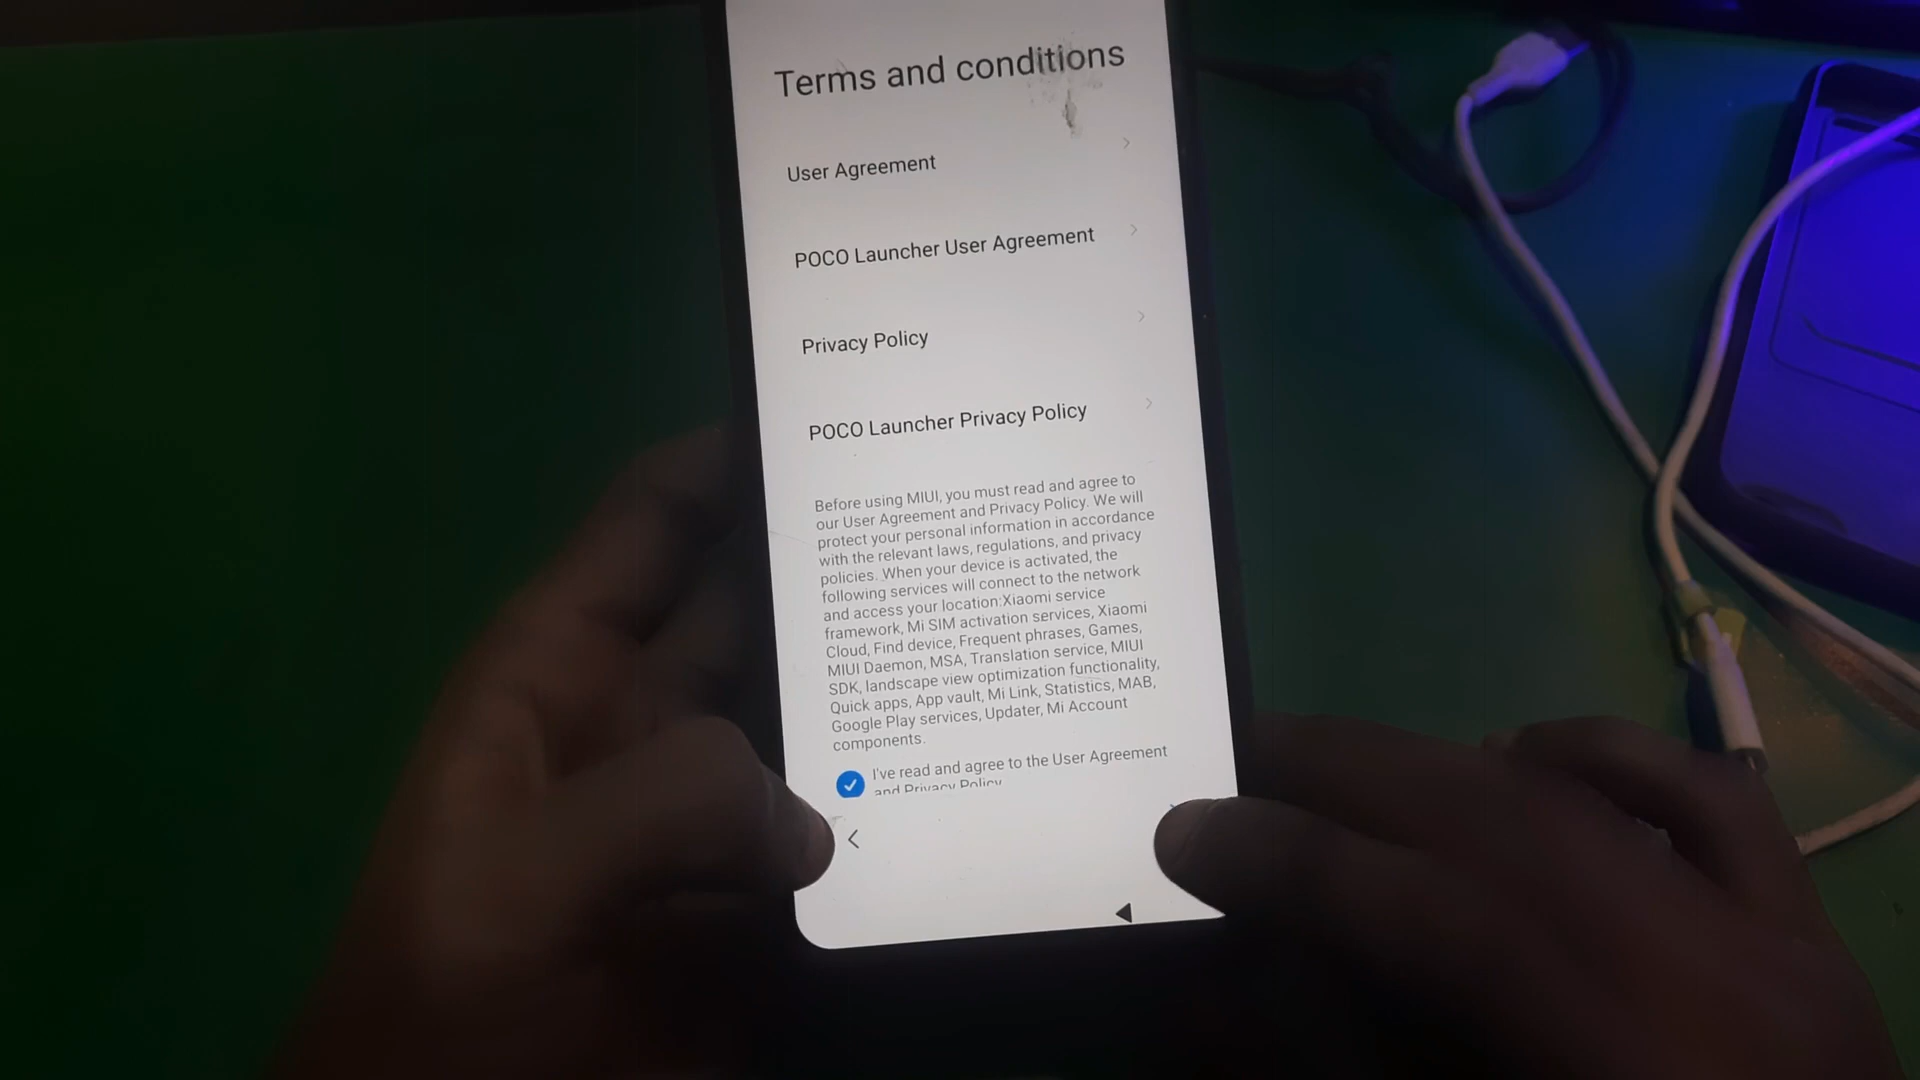 Terms and conditions
User Agreement
POCO Launcher User Agreement
Privacy Policy
POCO Launcher Privacy Policy
Before using MIUI, you must read and agree to
our User Agreement and Privacy Policy. We will
protect your personal information in accordance
with the relevant laws, regulations, and privacy
policies. When your device is activated, the
following services will connect to the network
and access your location:Xiaomi service
framework, Mi SIM activation services, Xiaomi
Cloud, Find device, Frequent phrases, Games,
MIUI Daemon, MSA, Translation service, MIUI
SDK, landscape view optimization functionality,
Quick apps, App vault, Mi Link, Statistics, MAB,
Google Play services, Updater, Mi Account
components.
I've read and agree to the User Agreement
and Privacy Policy